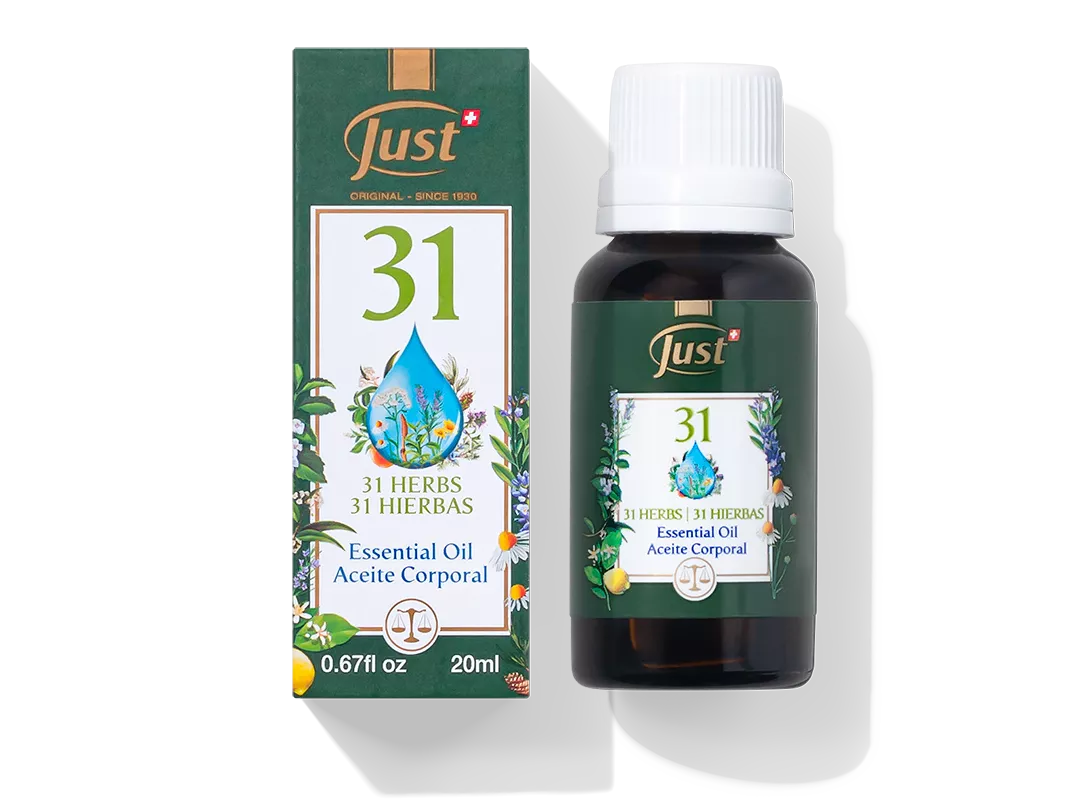 Just
ORIGINAL - SINCE 1930
31
31 HERBS
31 HIERBAS
Essential Oil
Aceite Corporal
0.67fl oz 20ml
Just
31
31 HERBS | 31 HIERBAS
Essential Oil
Aceite Corporal